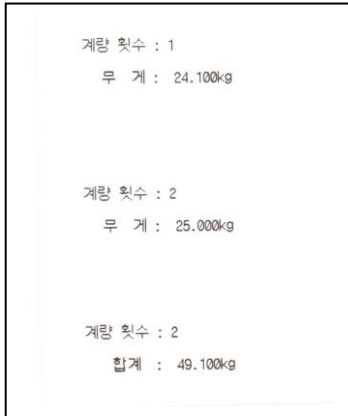 계량 횟수 : 1
무 게 : 24.100kg
계량 횟수 : 2
무 게 : 25.000kg
계량 횟수 : 2
합계 : 49.100kg